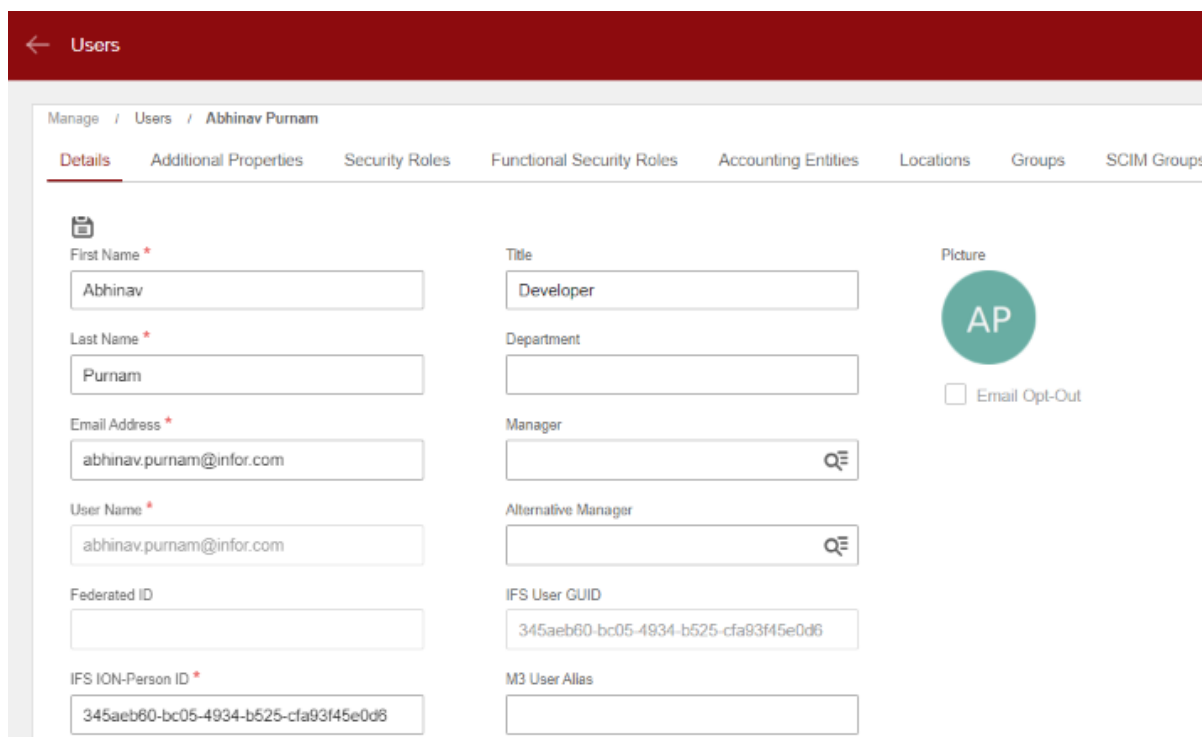 Users
Manage / Users / Abhinav Purnam
Details Additional Properties Security Roles Functional Security Roles Accounting Entities Locations Groups SCIM Groups
First Name * Title Picture
Abhinav Developer
AP
Last Name * Department
Purnam
Email Opt-Out
Email Address * Manager
abhinav.purnam@infor.com
User Name * Alternative Manager
abhinav.purnam@infor.com
Federated ID IFS User GUID
345aeb60-bc05-4934-b525-cfa93f45e0d6
IFS ION-Person ID * M3 User Alias
345aeb60-bc05-4934-b525-cfa93f45e0d6